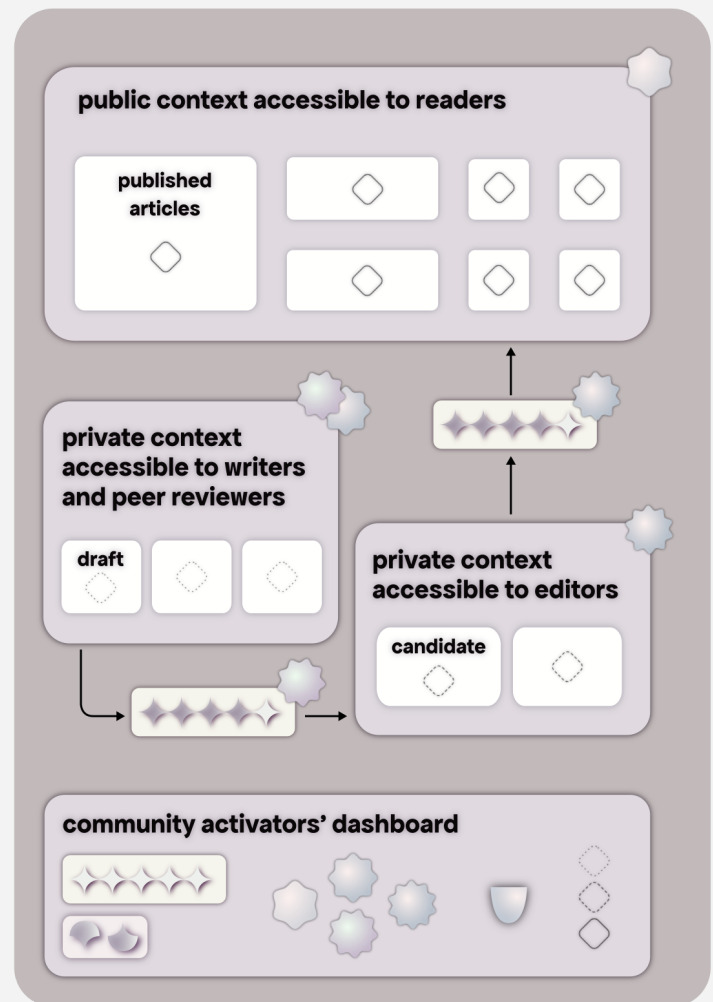 public context accessible to readers
published
articles
private context
accessible to writers
and peer reviewers
draft
private context
accessible to editors
candidate
community activators’ dashboard